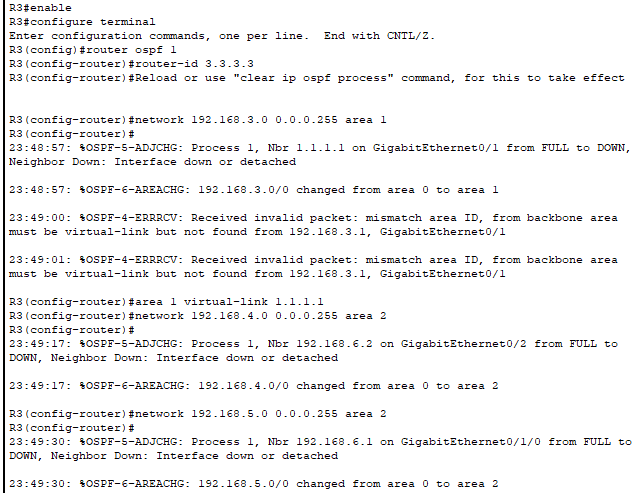 R3#enable
R3#configure terminal
Enter configuration commands, one per line.  End with CNTL/Z.
R3(config)#router ospf 1
R3(config-router)#router-id 3.3.3.3
R3(config-router)#Reload or use "clear ip ospf process" command, for this to take effect
R3(config-router)#network 192.168.3.0 0.0.0.255 area 1
R3(config-router)#
23:48:57: %OSPF-5-ADJCHG: Process 1, Nbr 1.1.1.1 on GigabitEthernet0/1 from FULL to DOWN,
Neighbor Down: Interface down or detached
23:48:57: %OSPF-6-AREACHG: 192.168.3.0/0 changed from area 0 to area 1
23:49:00: %OSPF-4-ERRRCV: Received invalid packet: mismatch area ID, from backbone area
must be virtual-link but not found from 192.168.3.1, GigabitEthernet0/1
23:49:01: %OSPF-4-ERRRCV: Received invalid packet: mismatch area ID, from backbone area
must be virtual-link but not found from 192.168.3.1, GigabitEthernet0/1
R3(config-router)#area 1 virtual-link 1.1.1.1
R3(config-router)#network 192.168.4.0 0.0.0.255 area 2
R3(config-router)#
23:49:17: %OSPF-5-ADJCHG: Process 1, Nbr 192.168.6.2 on GigabitEthernet0/2 from FULL to
DOWN, Neighbor Down: Interface down or detached
23:49:17: %OSPF-6-AREACHG: 192.168.4.0/0 changed from area 0 to area 2
R3(config-router)#network 192.168.5.0 0.0.0.255 area 2
R3(config-router)#
23:49:30: %OSPF-5-ADJCHG: Process 1, Nbr 192.168.6.1 on GigabitEthernet0/1/0 from FULL to
DOWN, Neighbor Down: Interface down or detached
23:49:30: %OSPF-6-AREACHG: 192.168.5.0/0 changed from area 0 to area 2